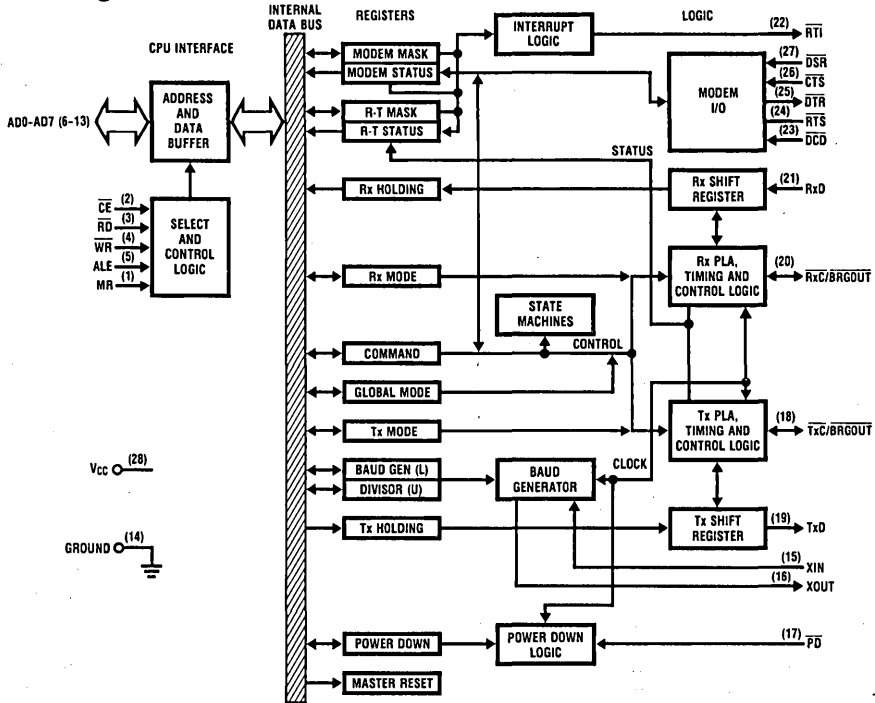 INTERNAL DATA BUS
REGISTERS
LOGIC
CPU INTERFACE
AD0-AD7 (6-13)
ADDRESS AND DATA BUFFER
CE (2)
RD (3)
WR (4)
ALE (5)
MR (1)
SELECT AND CONTROL LOGIC
VCC (28)
GROUND (14)
MODEM MASK
MODEM STATUS
R-T MASK
R-T STATUS
Rx HOLDING
Rx MODE
COMMAND
GLOBAL MODE
Tx MODE
BAUD GEN (L)
DIVISOR (U)
Tx HOLDING
POWER DOWN
MASTER RESET
INTERRUPT LOGIC
STATUS
STATE MACHINES
CONTROL
BAUD GENERATOR
CLOCK
POWER DOWN LOGIC
MODEM I/O
Rx SHIFT REGISTER
Rx PLA, TIMING AND CONTROL LOGIC
Tx PLA, TIMING AND CONTROL LOGIC
Tx SHIFT REGISTER
(22) RTI
(27) DSR
(26) CTS
(25) DTR
(24) RTS
(23) DCD
(21) RxD
(20) RxC/BRGOUT
(18) TxC/BRGOUT
(19) TxD
(15) XIN
(16) XOUT
(17) PD